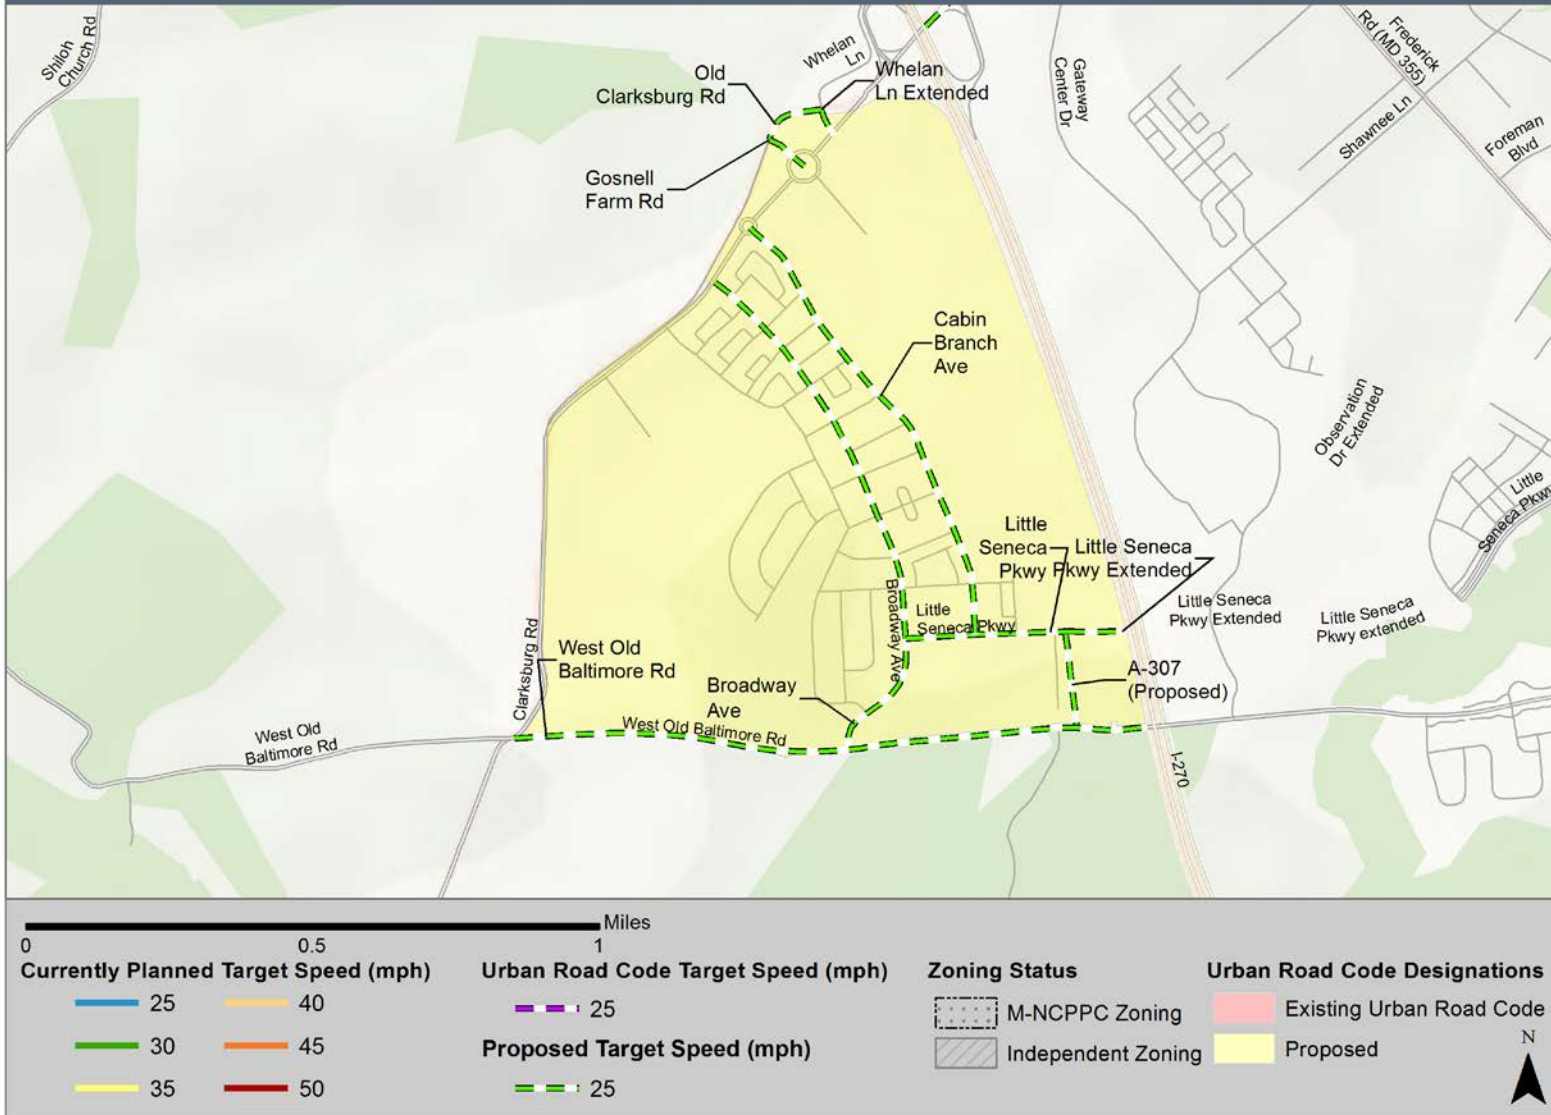 Shiloh
Church Rd
Old
Clarksburg Rd
Whelan
Ln
Whelan
Ln Extended
Gateway
Center Dr
Frederick
Rd (MD 355)
Shawnee Ln
Foreman
Blvd
Gosnell
Farm Rd
Cabin
Branch
Ave
Observation
Dr Extended
Little
Seneca Pkwy
Little
Seneca
Pkwy
Little Seneca
Pkwy Extended
Little Seneca
Pkwy Extended
Little Seneca
Pkwy extended
Broadway Ave
Little
Seneca Pkwy
Clarksburg Rd
West Old
Baltimore Rd
Broadway
Ave
A-307
(Proposed)
West Old
Baltimore Rd
West Old Baltimore Rd
I-270
Miles
0 0.5 1
Currently Planned Target Speed (mph)
25 40
30 45
35 50
Urban Road Code Target Speed (mph)
25
Proposed Target Speed (mph)
25
Zoning Status
M-NCPPC Zoning
Independent Zoning
Urban Road Code Designations
Existing Urban Road Code
Proposed
N